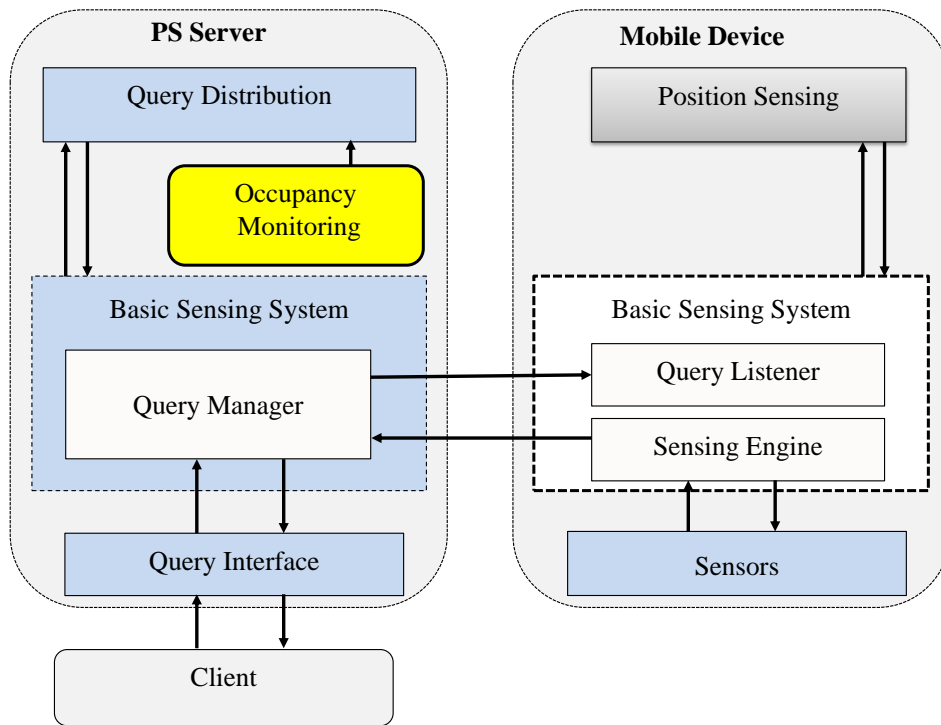 PS Server
Query Distribution
Occupancy
Monitoring
Basic Sensing System
Query Manager
Query Interface
Client
Mobile Device
Position Sensing
Basic Sensing System
Query Listener
Sensing Engine
Sensors